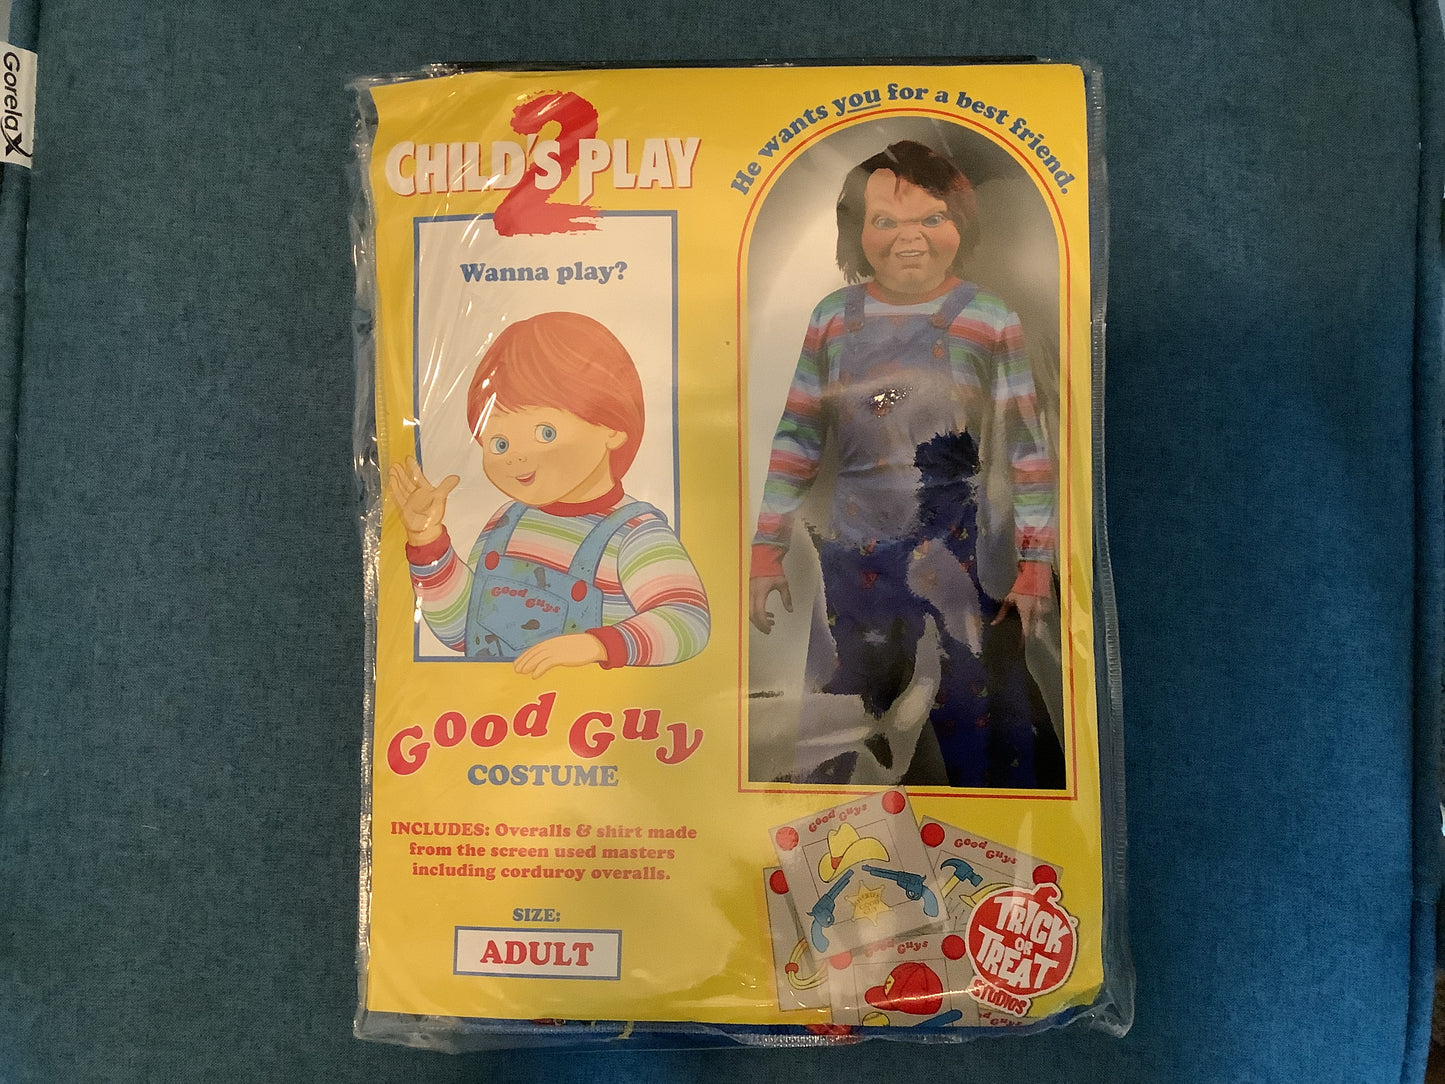 Gorelax
2
CHILD'S PLAY
He wants you for a best friend.
Wanna play?
Good Guys
Good Guy
COSTUME
INCLUDES: Overalls & shirt made
from the screen used masters
including corduroy overalls.
SIZE:
ADULT
Good Guys
Good Guys
Good Guys
TRICK
OR
TREAT
STUDIOS